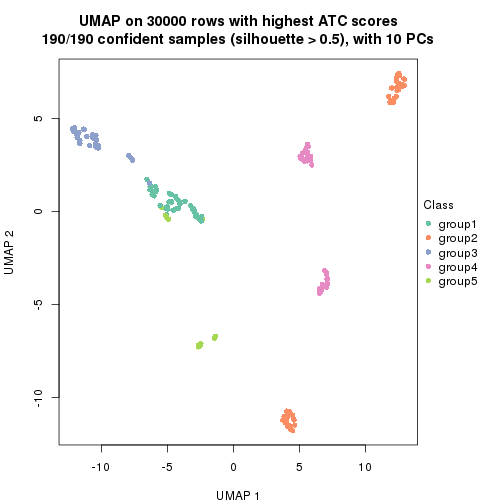 UMAP on 30000 rows with highest ATC scores
190/190 confident samples (silhouette > 0.5), with 10 PCs
5
0
-5
-10
UMAP 2
-10
-5
0
5
10
UMAP 1
Class
group1
group2
group3
group4
group5